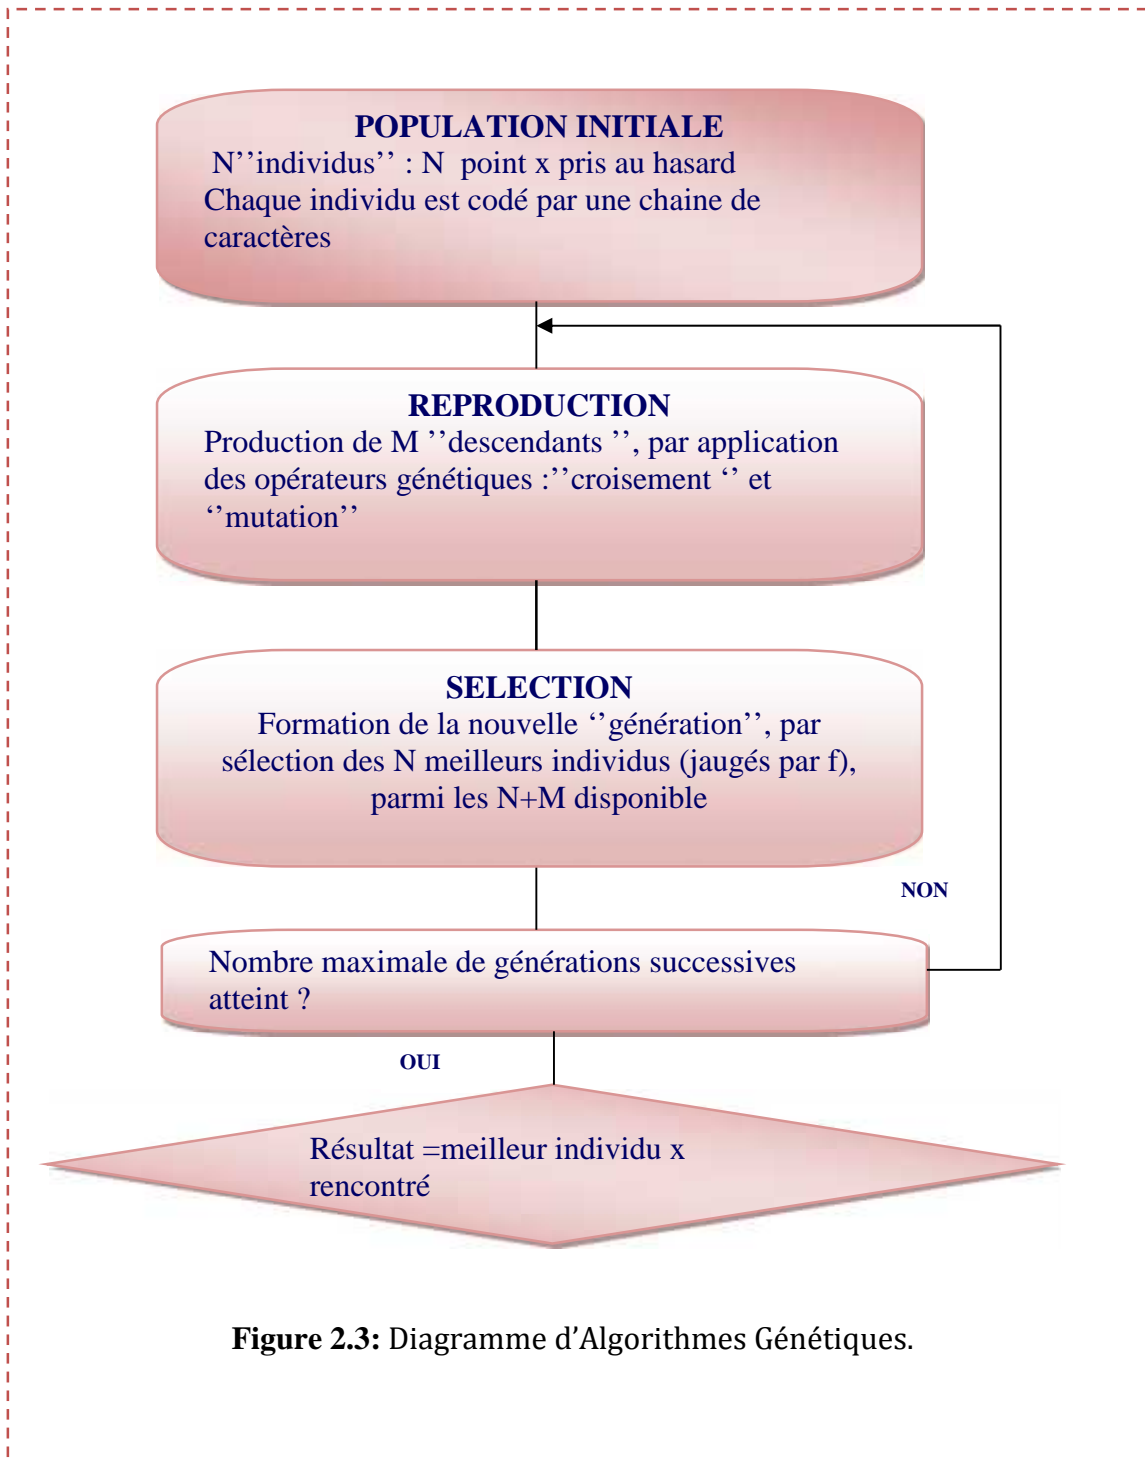 POPULATION INITIALE
N’’individus’’ : N point x pris au hasard
Chaque individu est codé par une chaine de
caractères
REPRODUCTION
Production de M ’’descendants ’’, par application
des opérateurs génétiques :’’croisement ‘’ et
‘’mutation’’
SELECTION
Formation de la nouvelle ‘’génération’’, par
sélection des N meilleurs individus (jaugés par f),
parmi les N+M disponible
NON
Nombre maximale de générations successives
atteint ?
OUI
Résultat =meilleur individu x
rencontré
Figure 2.3: Diagramme d’Algorithmes Génétiques.